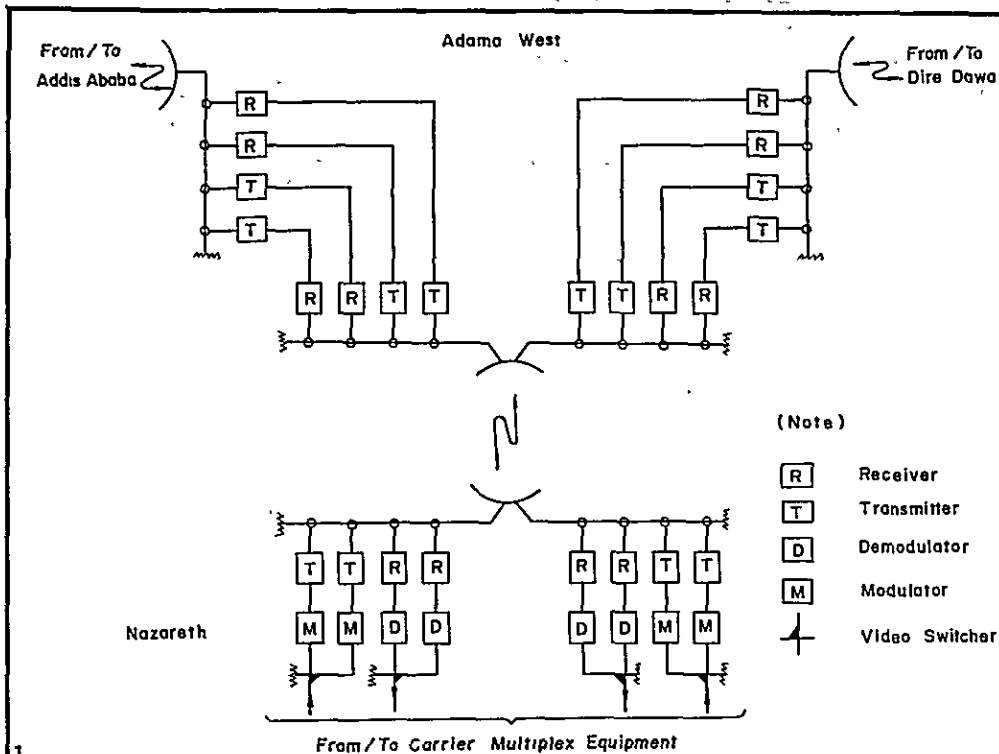 Adama West
From/To
Addis Ababa
From/To
Dire Dawa
R
R
R
R
T
T
T
T
R R T T
T T R R
(Note)
R Receiver
T Transmitter
D Demodulator
M Modulator
Video Switcher
T T R R
R R T T
Nazareth
M M D D
D D M M
From/To Carrier Multiplex Equipment
1